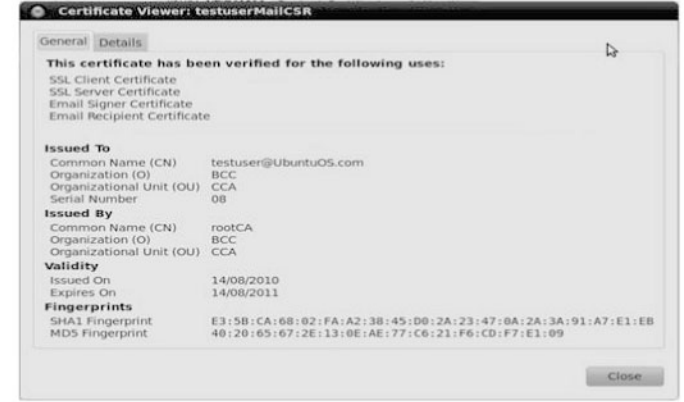 Certificate Viewer: testuserMailCSR
General Details
This certificate has been verified for the following uses:
SSL Client Certificate
SSL Server Certificate
Email Signer Certificate
Email Recipient Certificate
Issued To
Common Name (CN) testuser@UbuntuOS.com
Organization (O) BCC
Organizational Unit (OU) CCA
Serial Number 08
Issued By
Common Name (CN) rootCA
Organization (O) BCC
Organizational Unit (OU) CCA
Validity
Issued On 14/08/2010
Expires On 14/08/2011
Fingerprints
SHA1 Fingerprint E3:5B:CA:68:02:FA:A2:38:45:D0:2A:23:47:0A:2A:3A:91:A7:E1:EB
MD5 Fingerprint 40:20:65:67:2E:13:0E:AE:77:C6:21:F6:CD:F7:E1:09
Close